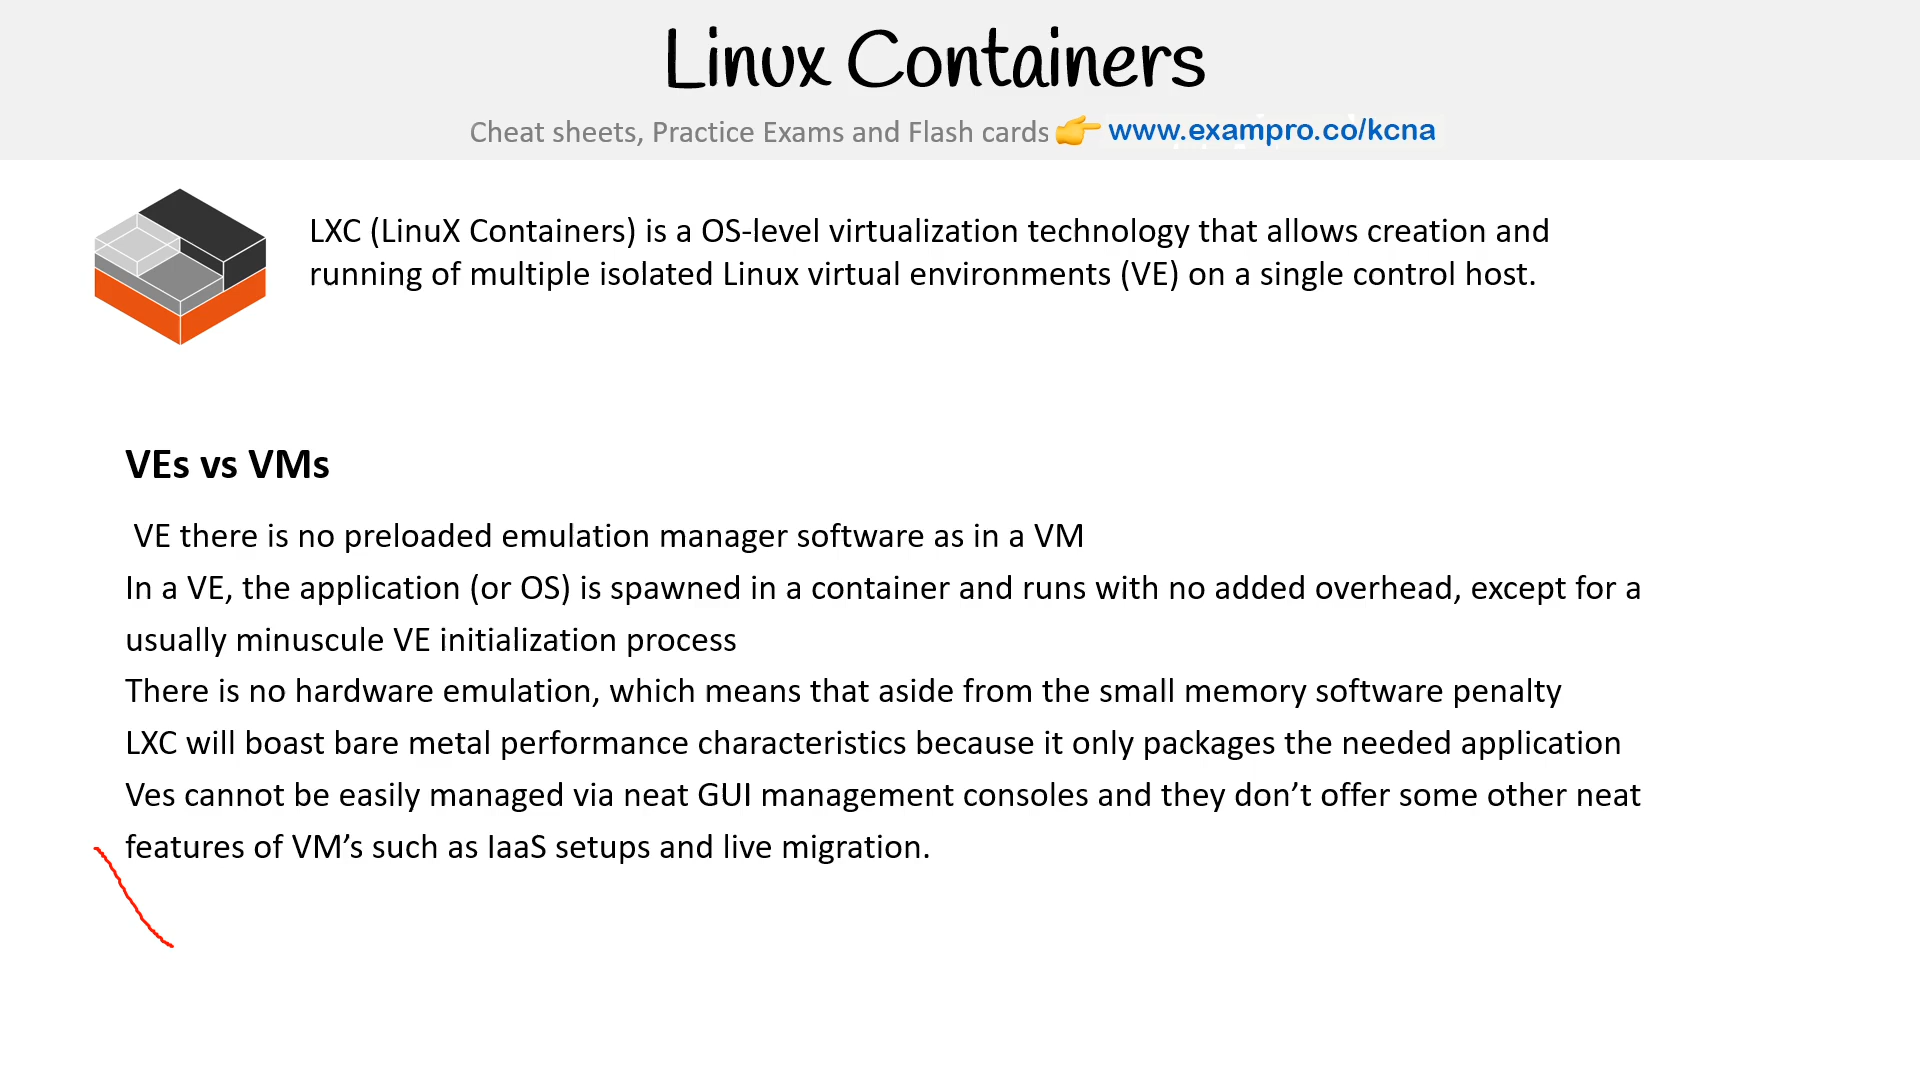 Linux Containers
Cheat sheets, Practice Exams and Flash cards 👉 www.exampro.co/kcna
LXC (LinuX Containers) is a OS-level virtualization technology that allows creation and
running of multiple isolated Linux virtual environments (VE) on a single control host.
VEs vs VMs
VE there is no preloaded emulation manager software as in a VM
In a VE, the application (or OS) is spawned in a container and runs with no added overhead, except for a
usually minuscule VE initialization process
There is no hardware emulation, which means that aside from the small memory software penalty
LXC will boast bare metal performance characteristics because it only packages the needed application
Ves cannot be easily managed via neat GUI management consoles and they don’t offer some other neat
features of VM’s such as IaaS setups and live migration.